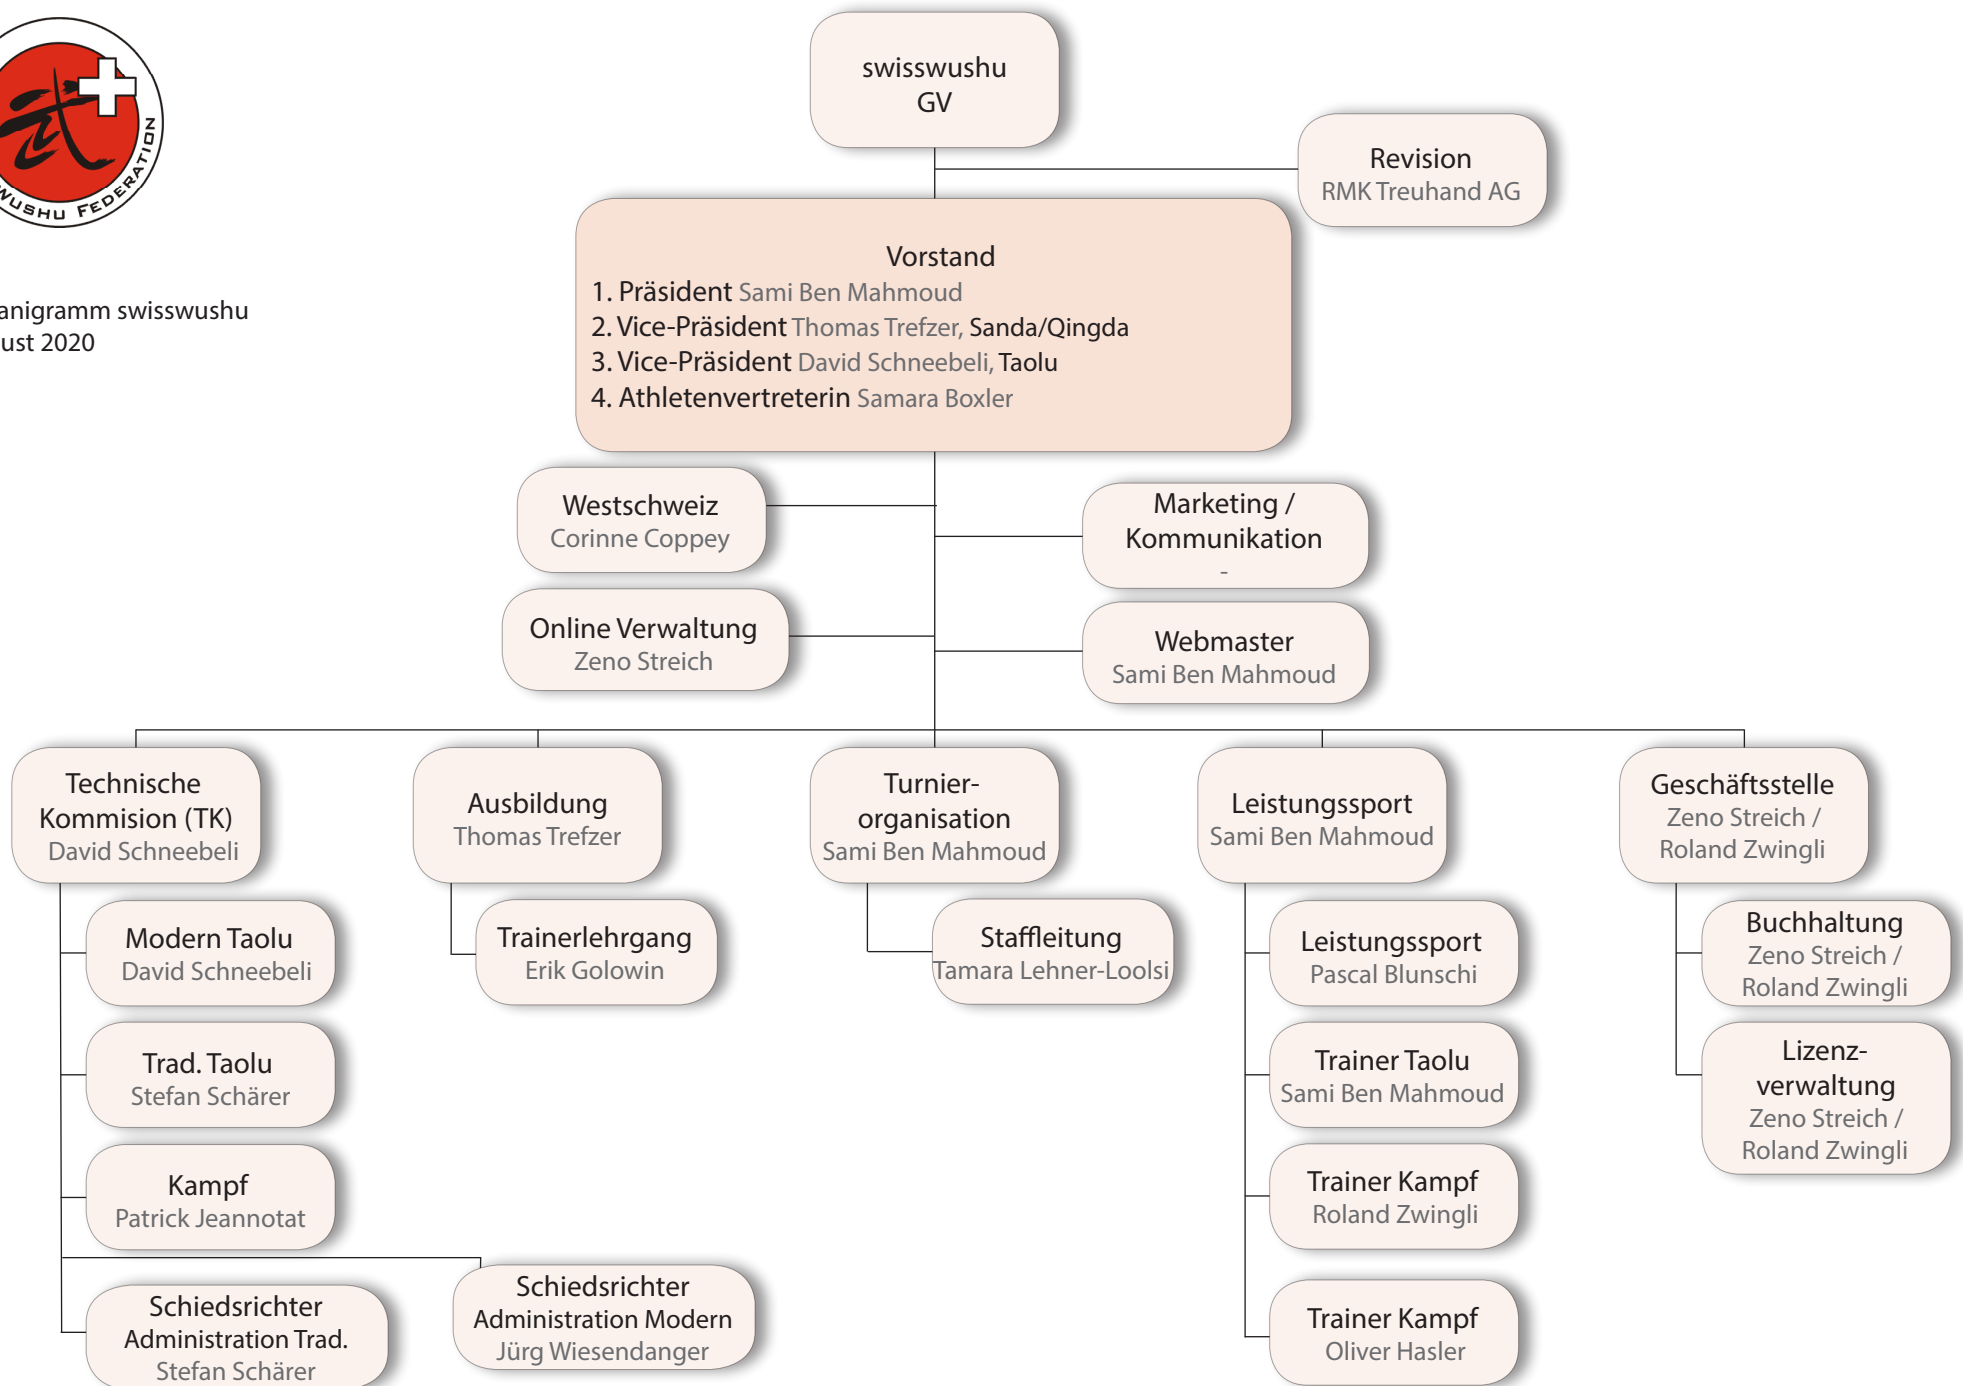 swisswushu
GV
Revision
RMK Treuhand AG
WUSHU FEDERATION
anigramm swisswushu
ust 2020
Vorstand
1. Präsident Sami Ben Mahmoud
2. Vice-Präsident Thomas Trefzer, Sanda/Qingda
3. Vice-Präsident David Schneebeli, Taolu
4. Athletenvertreterin Samara Boxler
Westschweiz
Corinne Coppey
Marketing /
Kommunikation
-
Online Verwaltung
Zeno Streich
Webmaster
Sami Ben Mahmoud
Technische
Kommision (TK)
David Schneebeli
Ausbildung
Thomas Trefzer
Turnier-
organisation
Sami Ben Mahmoud
Leistungssport
Sami Ben Mahmoud
Geschäftsstelle
Zeno Streich /
Roland Zwingli
Modern Taolu
David Schneebeli
Trad. Taolu
Stefan Schärer
Kampf
Patrick Jeannotat
Schiedsrichter
Administration Trad.
Stefan Schärer
Schiedsrichter
Administration Modern
Jürg Wiesendanger
Trainerlehrgang
Erik Golowin
Staffleitung
Tamara Lehner-Loolsi
Leistungssport
Pascal Blunschi
Trainer Taolu
Sami Ben Mahmoud
Trainer Kampf
Roland Zwingli
Trainer Kampf
Oliver Hasler
Buchhaltung
Zeno Streich /
Roland Zwingli
Lizenz-
verwaltung
Zeno Streich /
Roland Zwingli